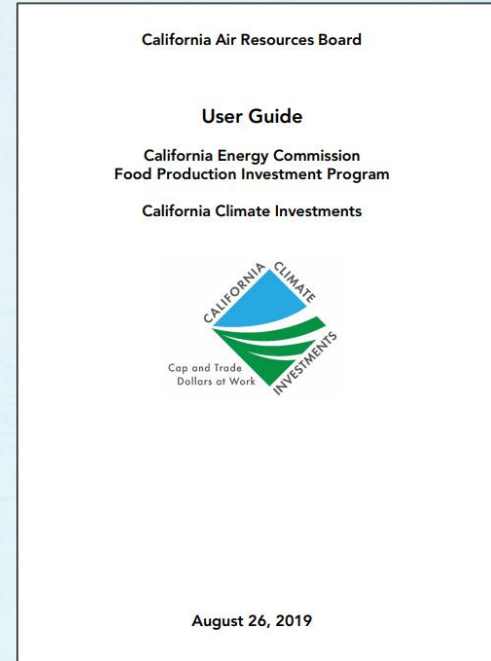 California Air Resources Board
User Guide
California Energy Commission
Food Production Investment Program
California Climate Investments
CALIFORNIA CLIMATE
Cap and Trade
Dollars at Work
INVESTMENTS
August 26, 2019